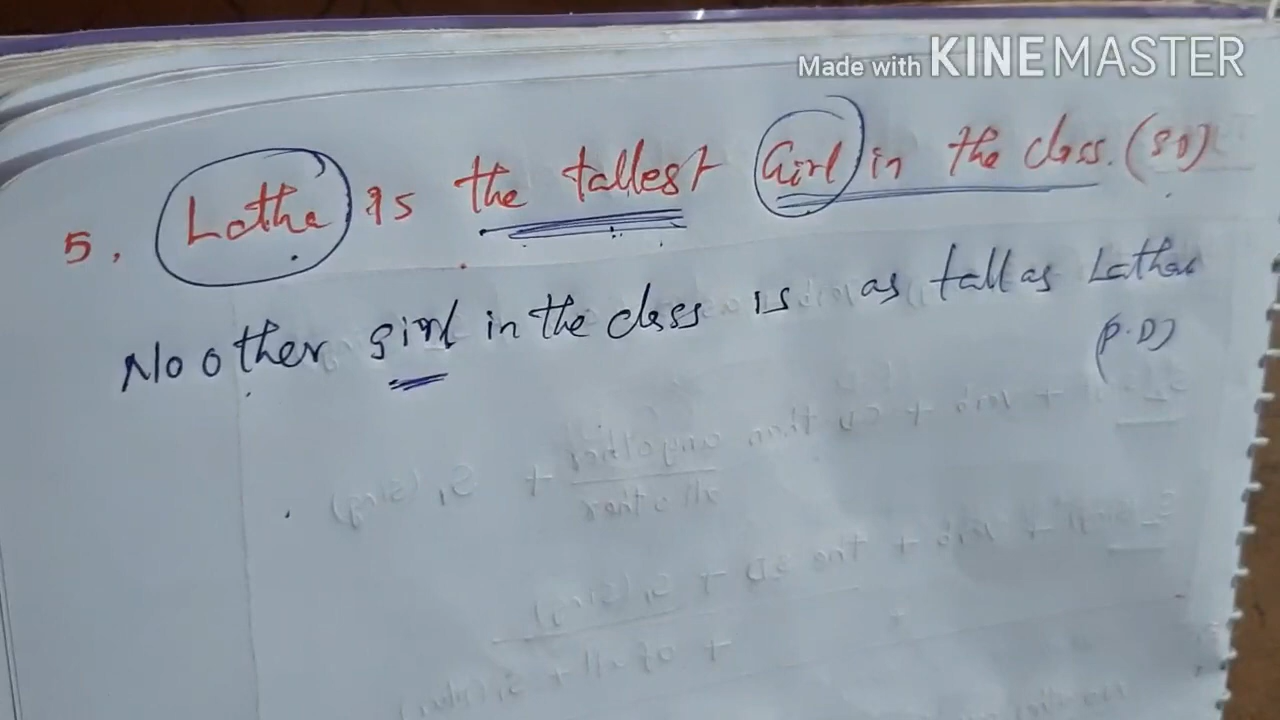 Made with KINEMASTER
5. Latha is the tallest Girl in the class. (SD)
No other girl in the class is as tall as Latha
(P.D)